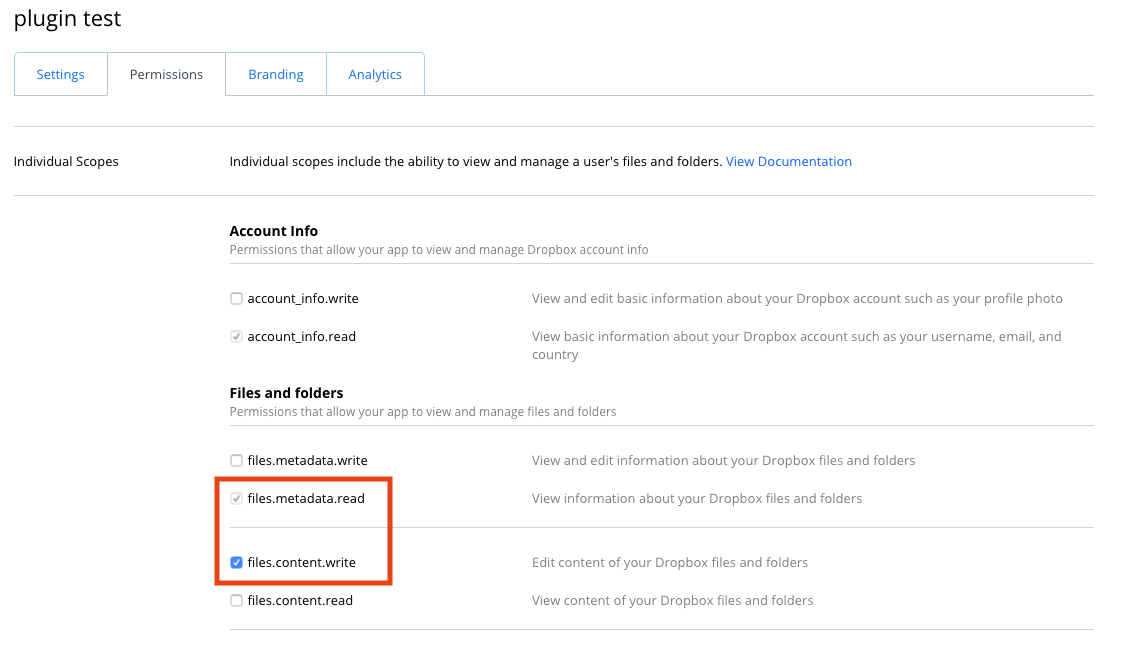 plugin test
Settings Permissions Branding Analytics
Individual Scopes Individual scopes include the ability to view and manage a user's files and folders. View Documentation
Account Info
Permissions that allow your app to view and manage Dropbox account info
account_info.write View and edit basic information about your Dropbox account such as your profile photo
account_info.read View basic information about your Dropbox account such as your username, email, and
country
Files and folders
Permissions that allow your app to view and manage files and folders
files.metadata.write View and edit information about your Dropbox files and folders
files.metadata.read View information about your Dropbox files and folders
files.content.write Edit content of your Dropbox files and folders
files.content.read View content of your Dropbox files and folders